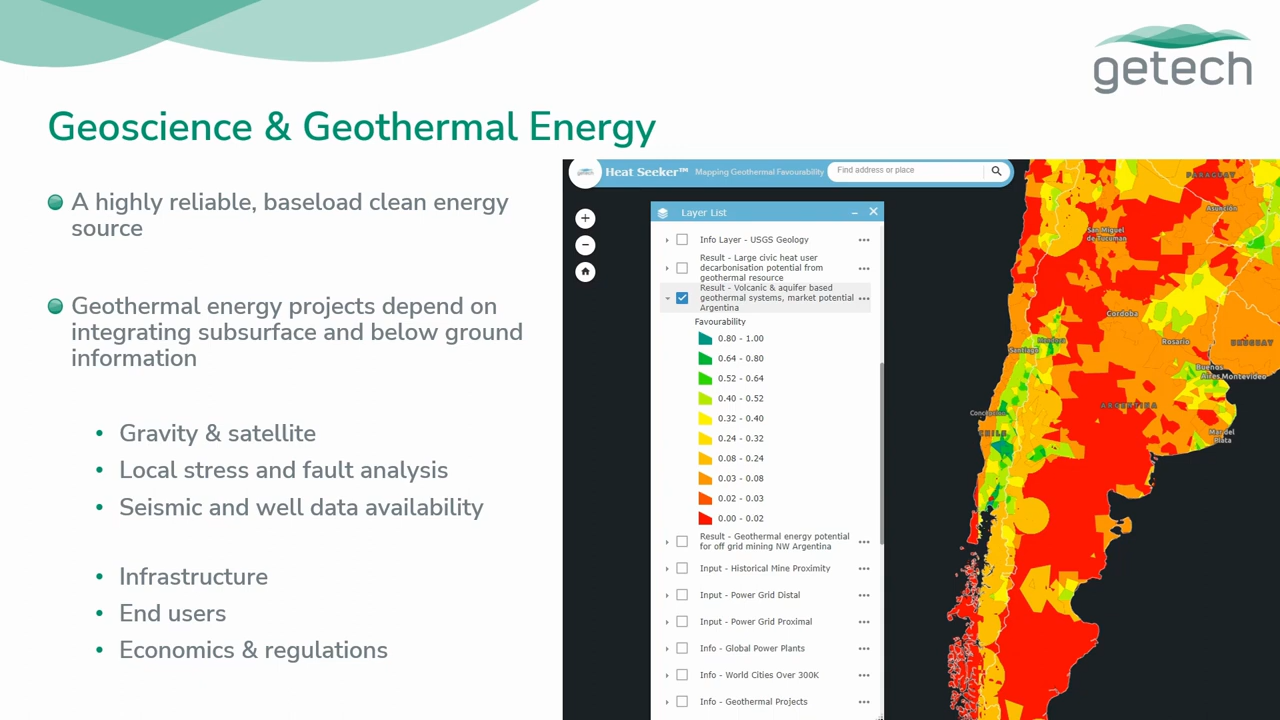 getech
Geoscience & Geothermal Energy
A highly reliable, baseload clean energy
source
Geothermal energy projects depend on
integrating subsurface and below ground
information
• Gravity & satellite
• Local stress and fault analysis
• Seismic and well data availability
• Infrastructure
• End users
• Economics & regulations
Heat Seeker™ Mapping Geothermal Favourability
Find address or place
Layer List
Info Layer - USGS Geology
Result - Large civic heat user
decarbonisation potential from
geothermal resource
Result - Volcanic & aquifer based
geothermal systems, market potential
Argentina
Favourability
0.80 - 1.00
0.64 - 0.80
0.52 - 0.64
0.40 - 0.52
0.32 - 0.40
0.24 - 0.32
0.08 - 0.24
0.03 - 0.08
0.02 - 0.03
0.00 - 0.02
Result - Geothermal energy potential
for off grid mining NW Argentina
Input - Historical Mine Proximity
Input - Power Grid Distal
Input - Power Grid Proximal
Info - Global Power Plants
Info - World Cities Over 300K
Info - Geothermal Projects
PARAGUAY
Asunción
San Miguel
de Tucumán
Córdoba
Rosario
URUGUAY
Mendoza
Santiago
Buenos
Aires Montevideo
ARGENTINA
CHILE
Mar del
Plata